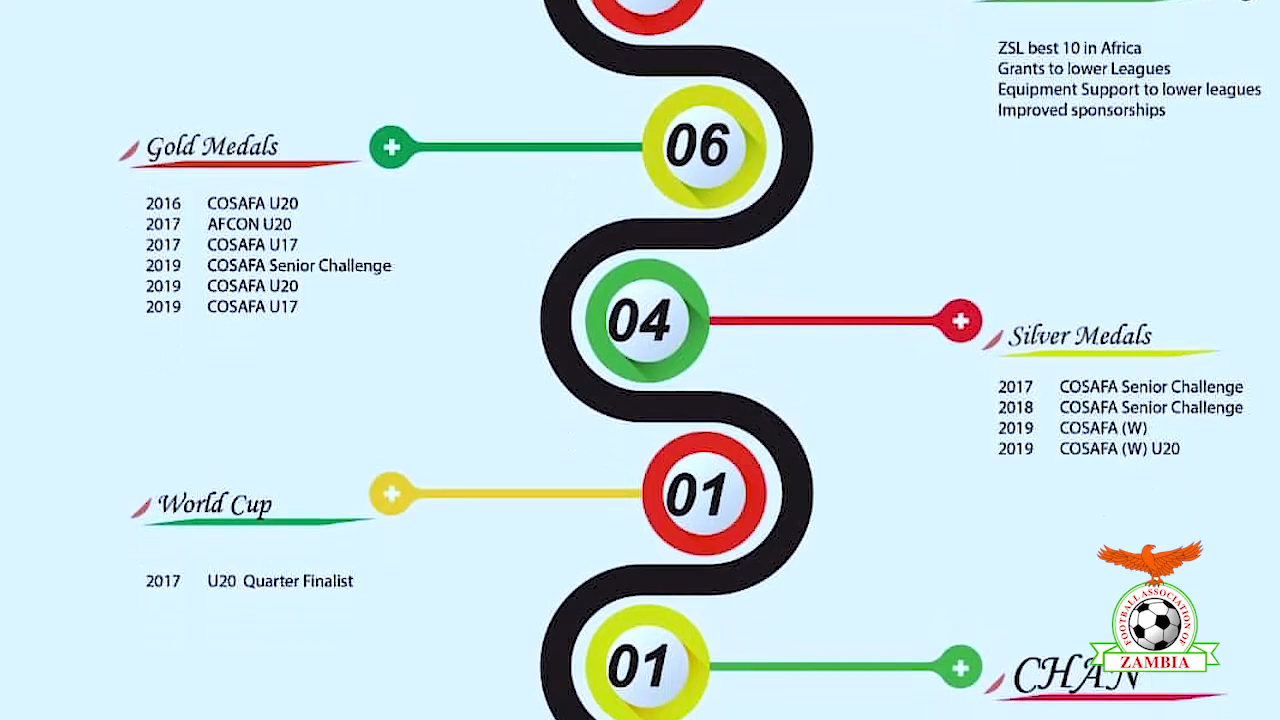 ZSL best 10 in Africa
Grants to lower Leagues
Equipment Support to lower leagues
Improved sponsorships
06
Gold Medals
2016 COSAFA U20
2017 AFCON U20
2017 COSAFA U17
2019 COSAFA Senior Challenge
2019 COSAFA U20
2019 COSAFA U17
04
Silver Medals
2017 COSAFA Senior Challenge
2018 COSAFA Senior Challenge
2019 COSAFA (W)
2019 COSAFA (W) U20
01
World Cup
2017 U20 Quarter Finalist
01
CHAN
FOOTBALL ASSOCIATION OF
ZAMBIA